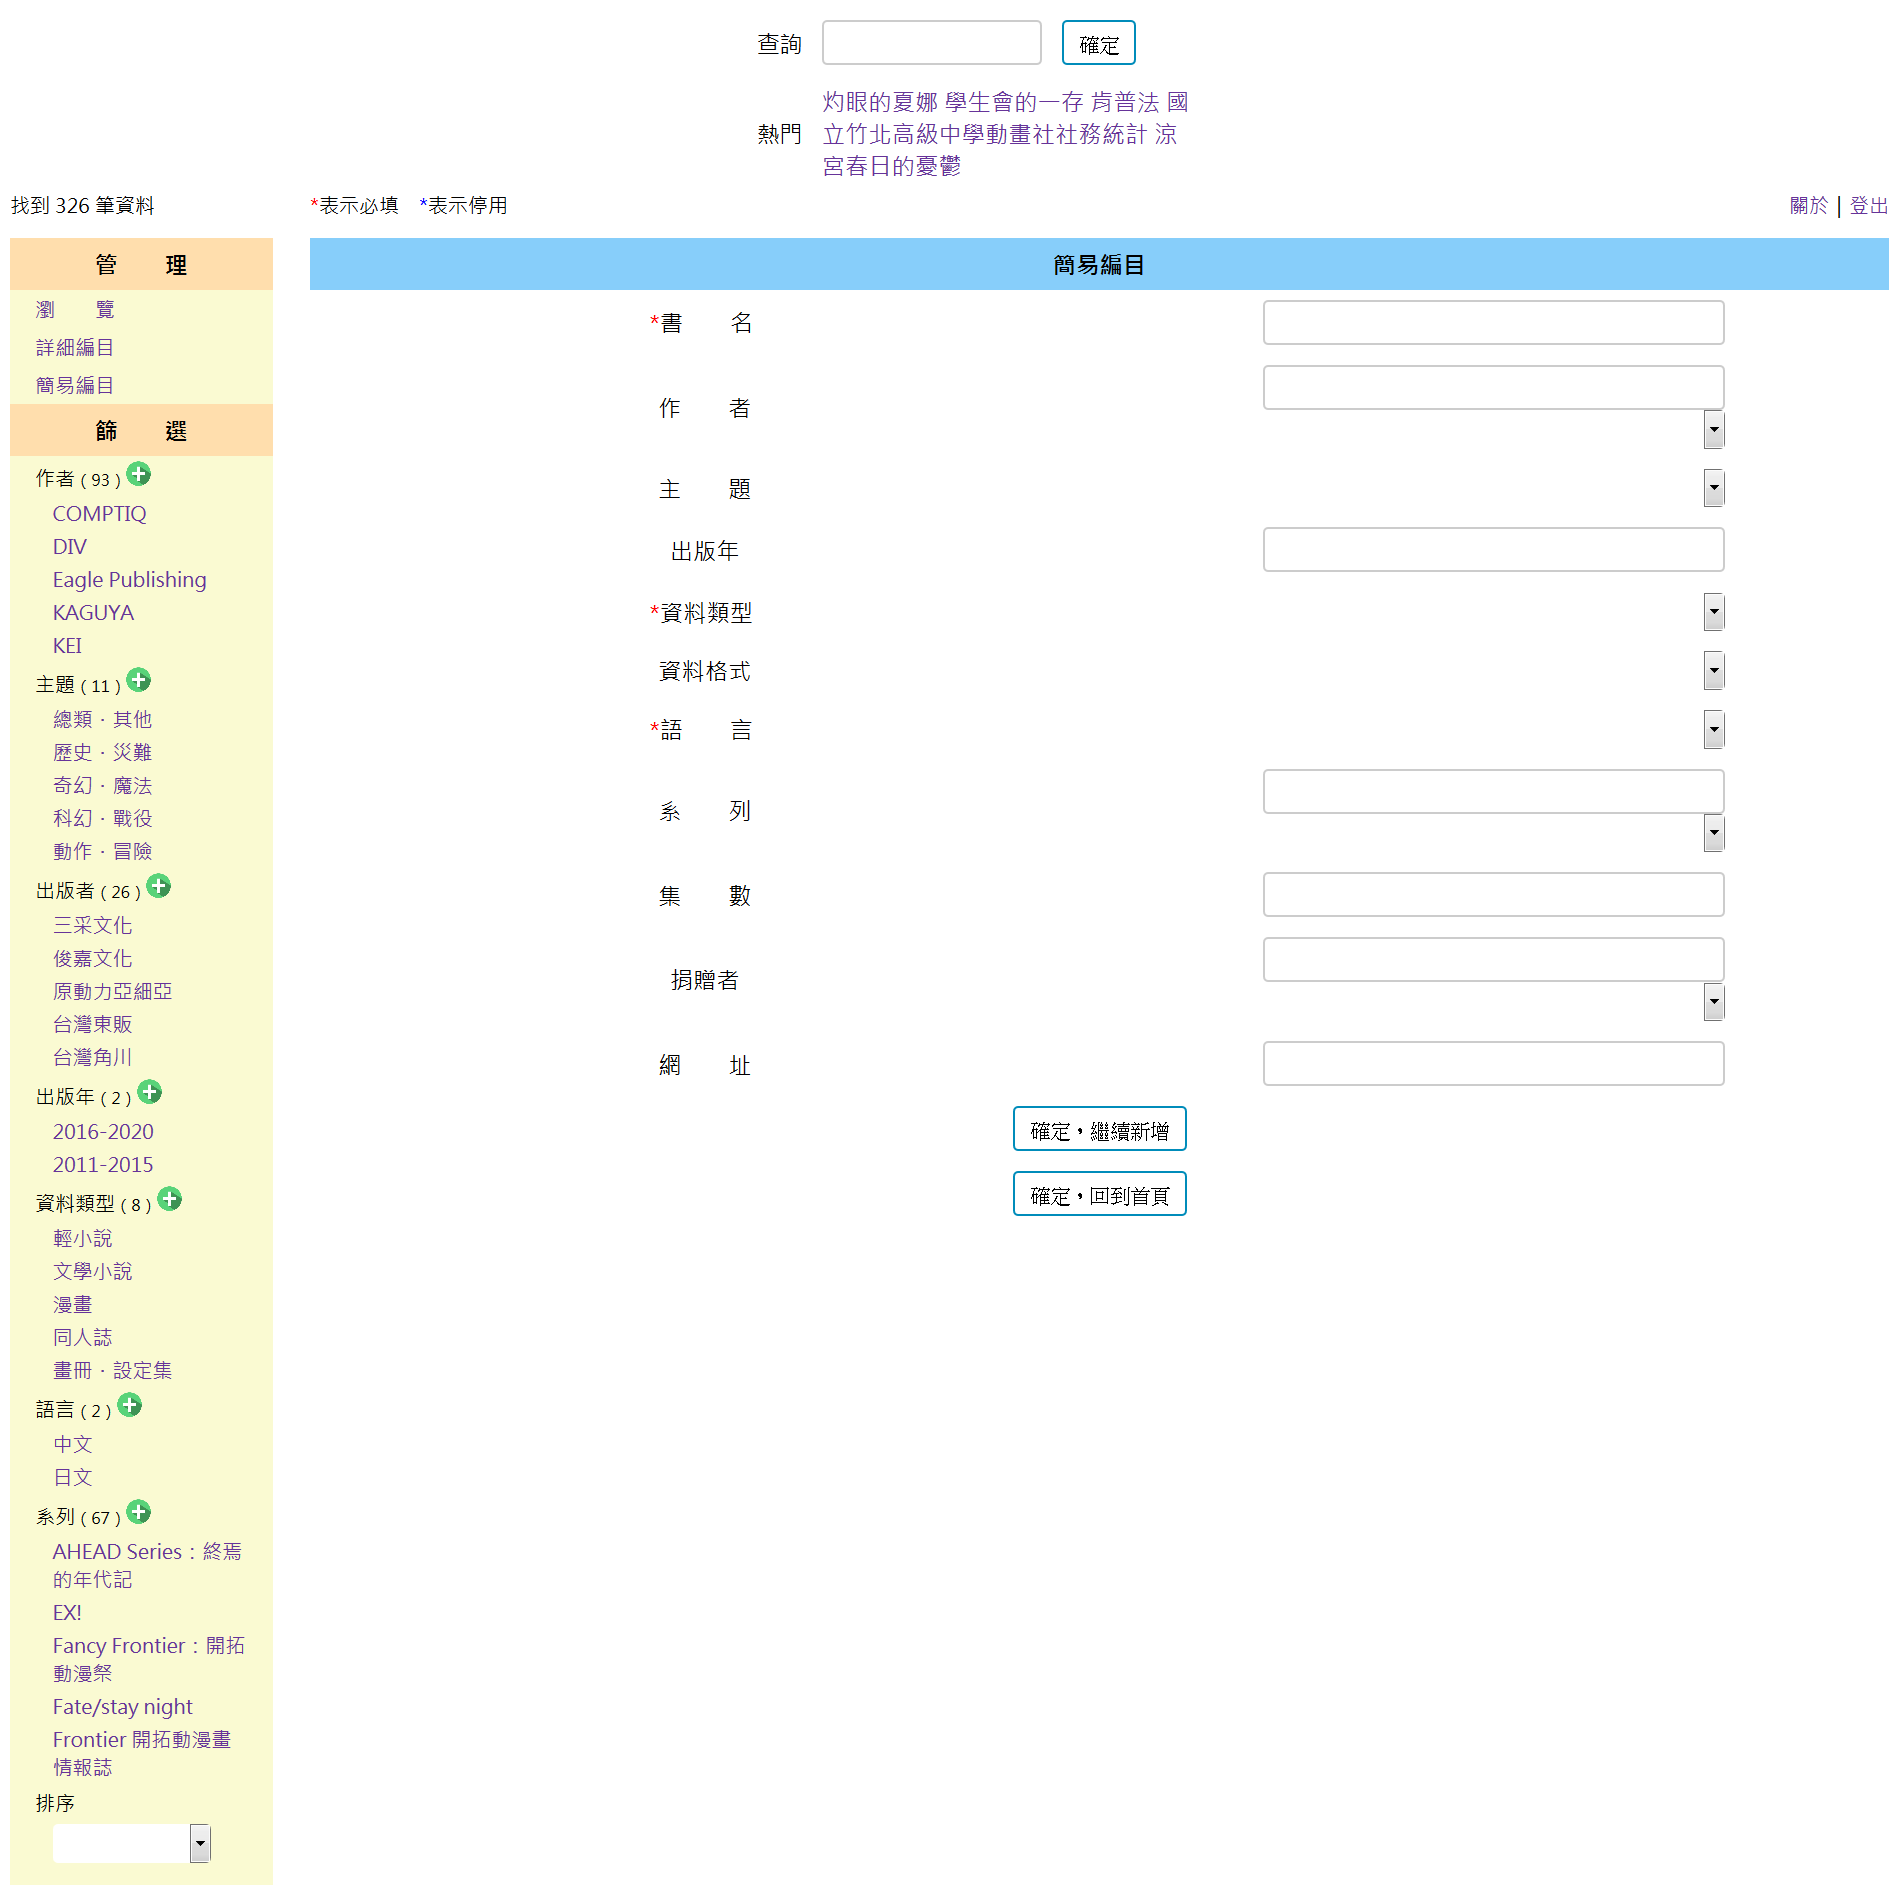 查詢 確定
熱門 灼眼的夏娜 學生會的一存 肯普法 國
立竹北高級中學動畫社社務統計 涼
宮春日的憂鬱
找到 326 筆資料
*表示必填 *表示停用
關於 | 登出
管 理
瀏 覽
詳細編目
簡易編目
篩 選
作者 ( 93 )
COMPTIQ
DIV
Eagle Publishing
KAGUYA
KEI
主題 ( 11 )
總類．其他
歷史．災難
奇幻．魔法
科幻．戰役
動作．冒險
出版者 ( 26 )
三采文化
俊嘉文化
原動力亞細亞
台灣東販
台灣角川
出版年 ( 2 )
2016-2020
2011-2015
資料類型 ( 8 )
輕小說
文學小說
漫畫
同人誌
畫冊．設定集
語言 ( 2 )
中文
日文
系列 ( 67 )
AHEAD Series：終焉
的年代記
EX!
Fancy Frontier：開拓
動漫祭
Fate/stay night
Frontier 開拓動漫畫
情報誌
排序
簡易編目
*書 名
作 者
主 題
出版年
*資料類型
資料格式
*語 言
系 列
集 數
捐贈者
網 址
確定，繼續新增
確定，回到首頁